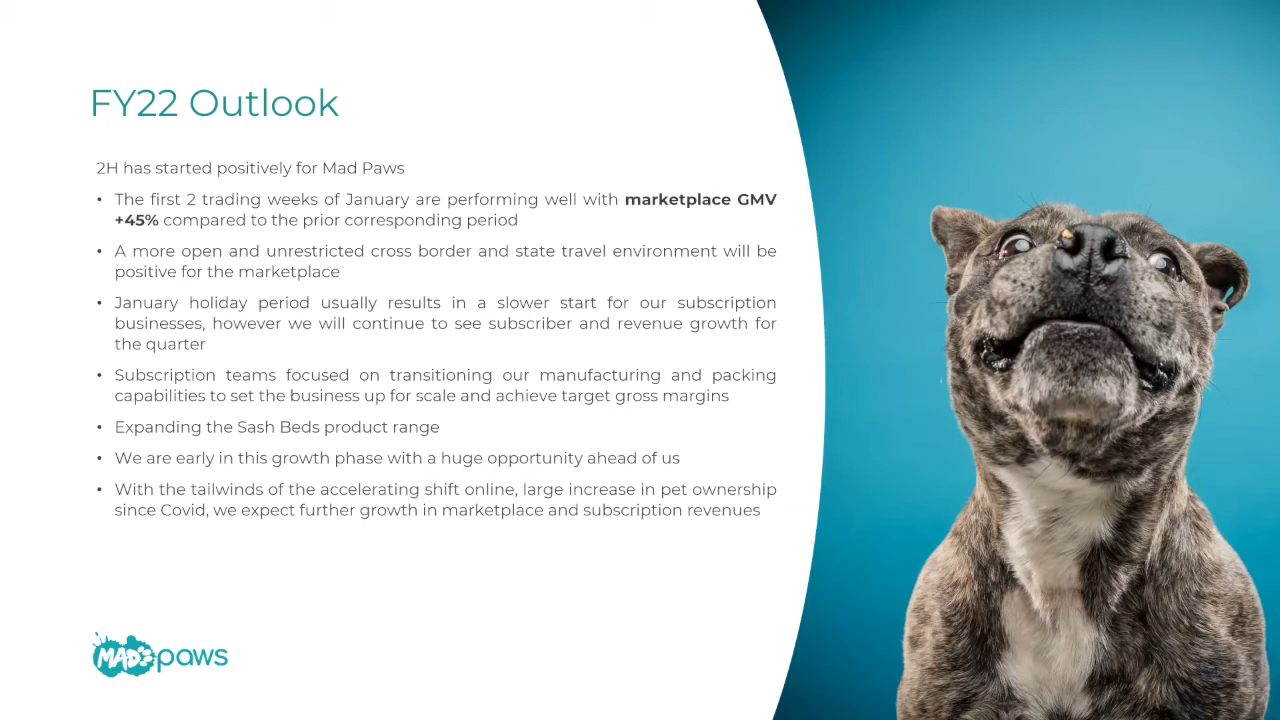 FY22 Outlook
2H has started positively for Mad Paws
• The first 2 trading weeks of January are performing well with marketplace GMV
+45% compared to the prior corresponding period
• A more open and unrestricted cross border and state travel environment will be
positive for the marketplace
• January holiday period usually results in a slower start for our subscription
businesses, however we will continue to see subscriber and revenue growth for
the quarter
• Subscription teams focused on transitioning our manufacturing and packing
capabilities to set the business up for scale and achieve target gross margins
• Expanding the Sash Beds product range
• We are early in this growth phase with a huge opportunity ahead of us
• With the tailwinds of the accelerating shift online, large increase in pet ownership
since Covid, we expect further growth in marketplace and subscription revenues
MAD paws